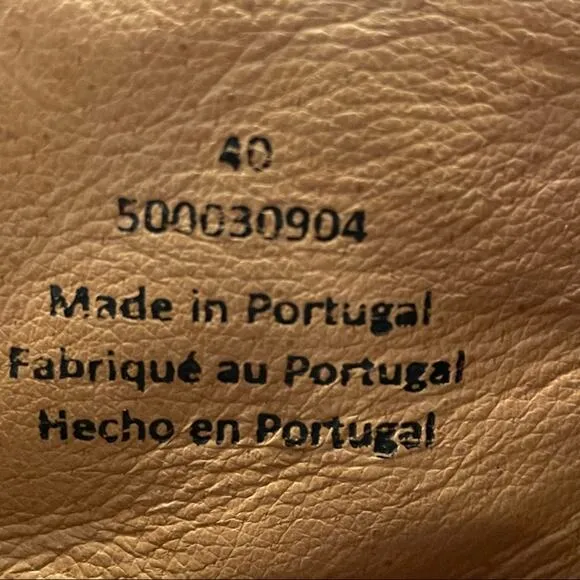 40
500030904
Made in Portugal
Fabriqué au Portugal
Hecho en Portugal